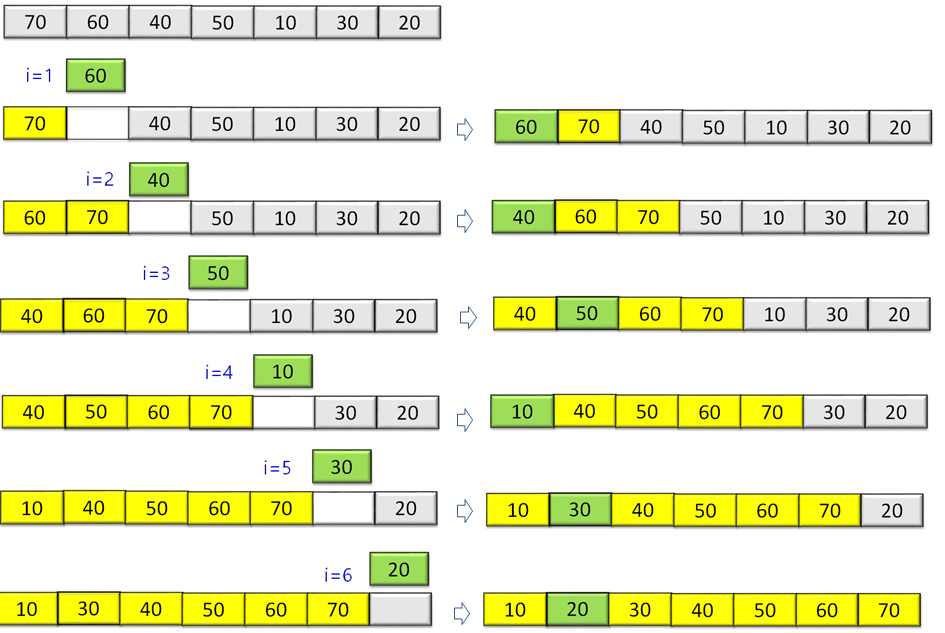 70 60 40 50 10 30 20
i=1 60
70 40 50 10 30 20 60 70 40 50 10 30 20
i=2 40
60 70 50 10 30 20 40 60 70 50 10 30 20
i=3 50
40 60 70 10 30 20 40 50 60 70 10 30 20
i=4 10
40 50 60 70 30 20 10 40 50 60 70 30 20
i=5 30
10 40 50 60 70 20 10 30 40 50 60 70 20
i=6 20
10 30 40 50 60 70 10 20 30 40 50 60 70